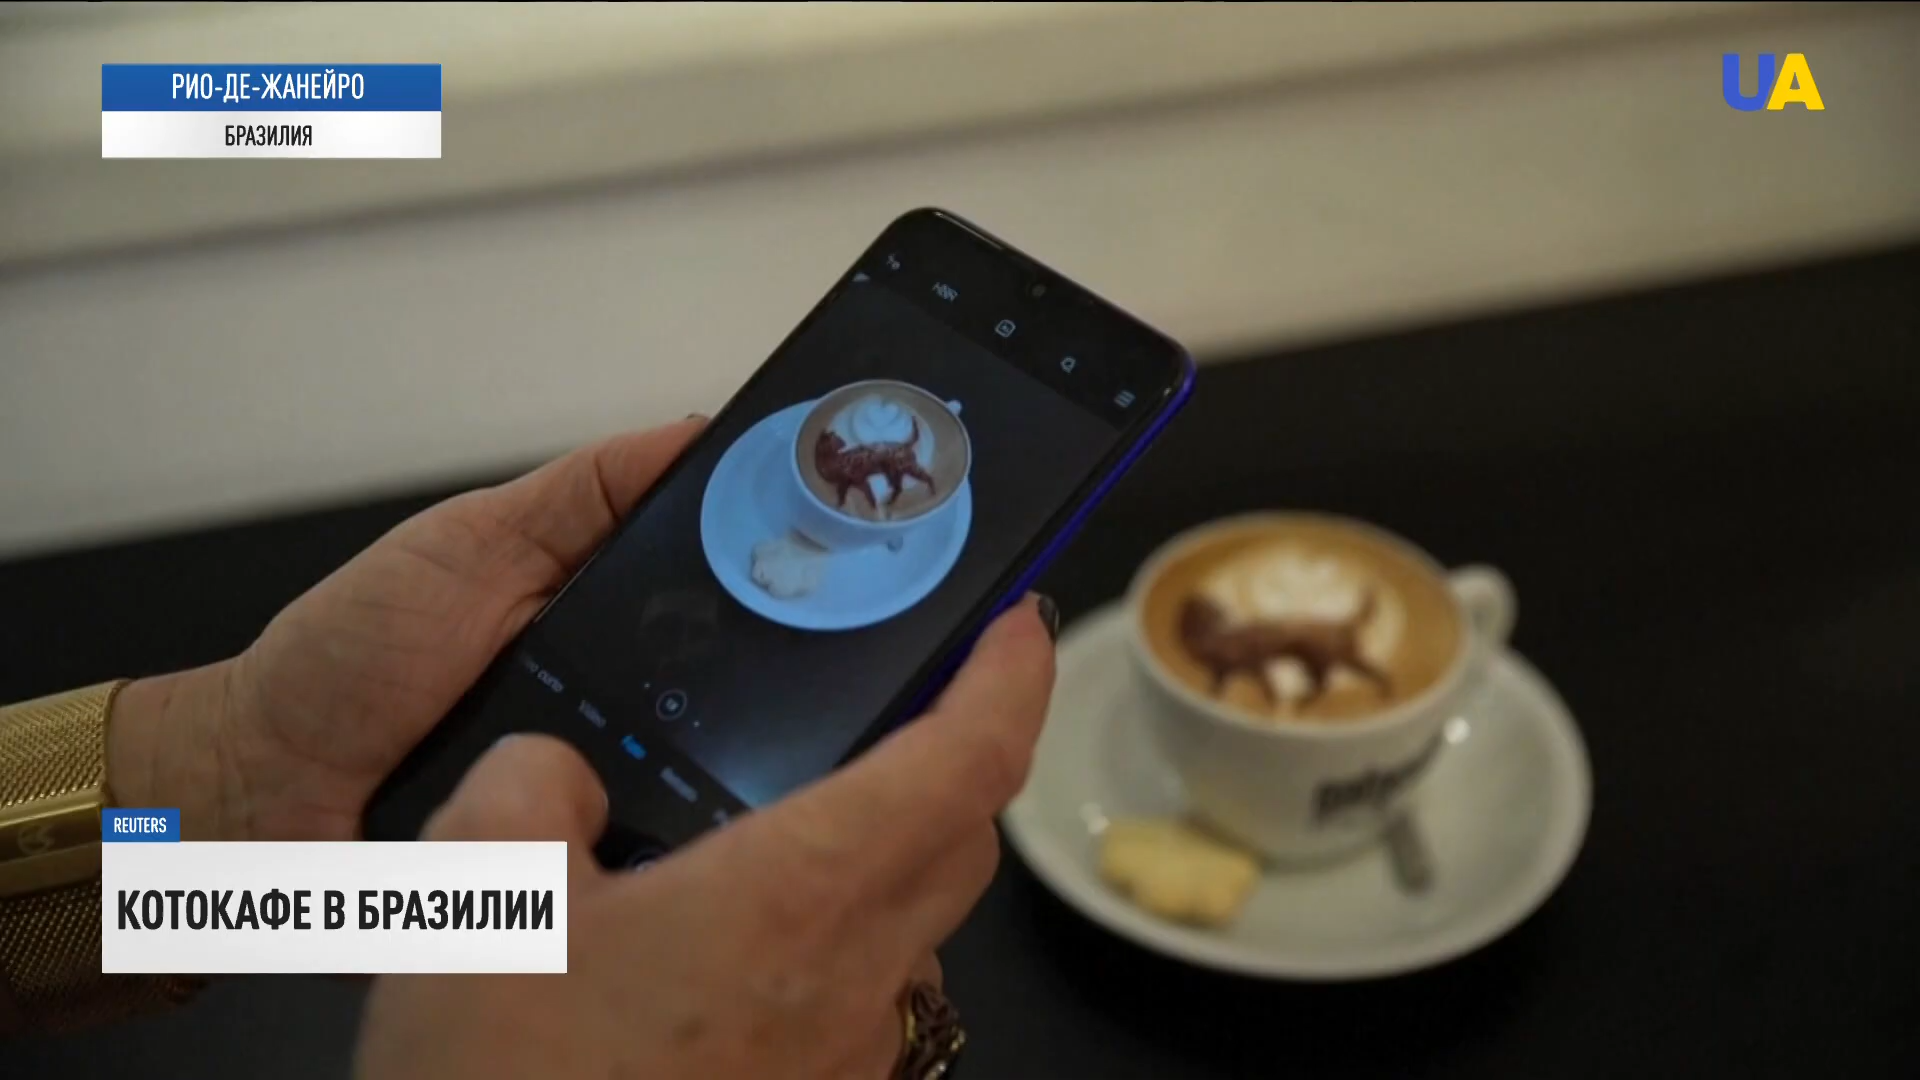 РИО-ДЕ-ЖАНЕЙРО
БРАЗИЛИЯ
UA
REUTERS
КОТОКАФЕ В БРАЗИЛИИ